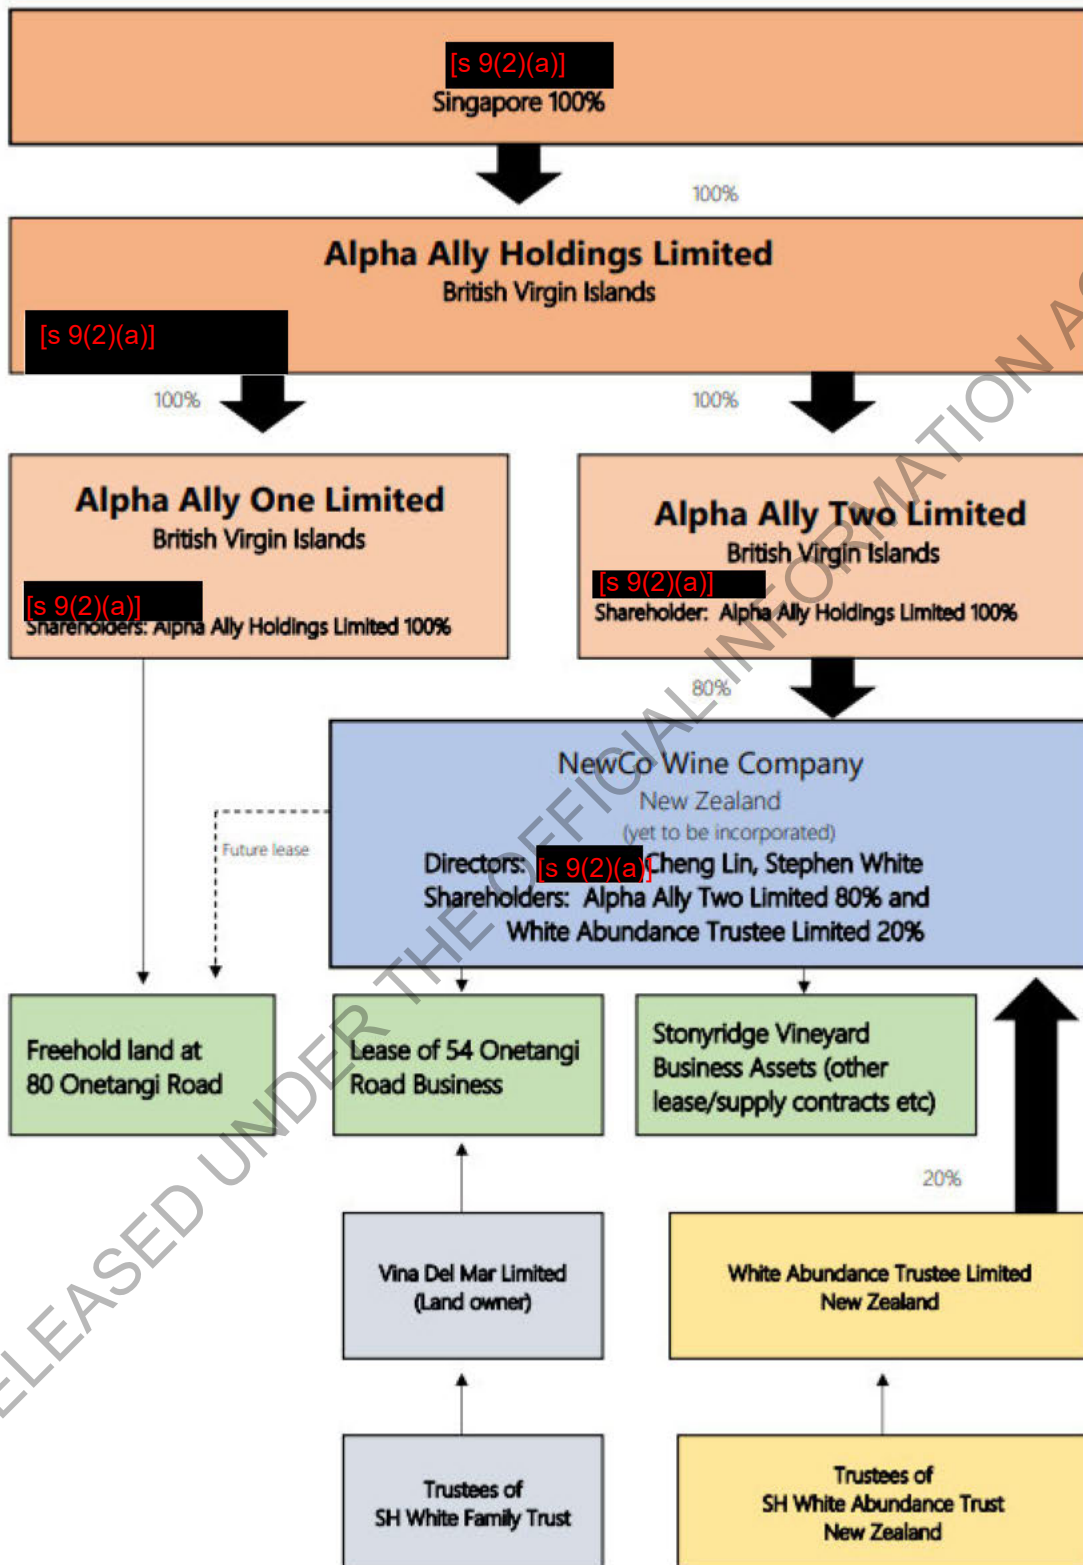 [s 9(2)(a)]
Singapore 100%
100%
Alpha Ally Holdings Limited
British Virgin Islands
[s 9(2)(a)]
100%
100%
Alpha Ally One Limited
British Virgin Islands
[s 9(2)(a)]
Shareholders: Alpha Ally Holdings Limited 100%
Alpha Ally Two Limited
British Virgin Islands
[s 9(2)(a)]
Shareholder: Alpha Ally Holdings Limited 100%
80%
NewCo Wine Company
New Zealand
(yet to be incorporated)
Directors: [s 9(2)(a)] Cheng Lin, Stephen White
Shareholders: Alpha Ally Two Limited 80% and
White Abundance Trustee Limited 20%
Future lease
Freehold land at
80 Onetangi Road
Lease of 54 Onetangi
Road Business
Stonyridge Vineyard
Business Assets (other
lease/supply contracts etc)
20%
Vina Del Mar Limited
(Land owner)
White Abundance Trustee Limited
New Zealand
Trustees of
SH White Family Trust
Trustees of
SH White Abundance Trust
New Zealand
RELEASED UNDER THE OFFICIAL INFORMATION